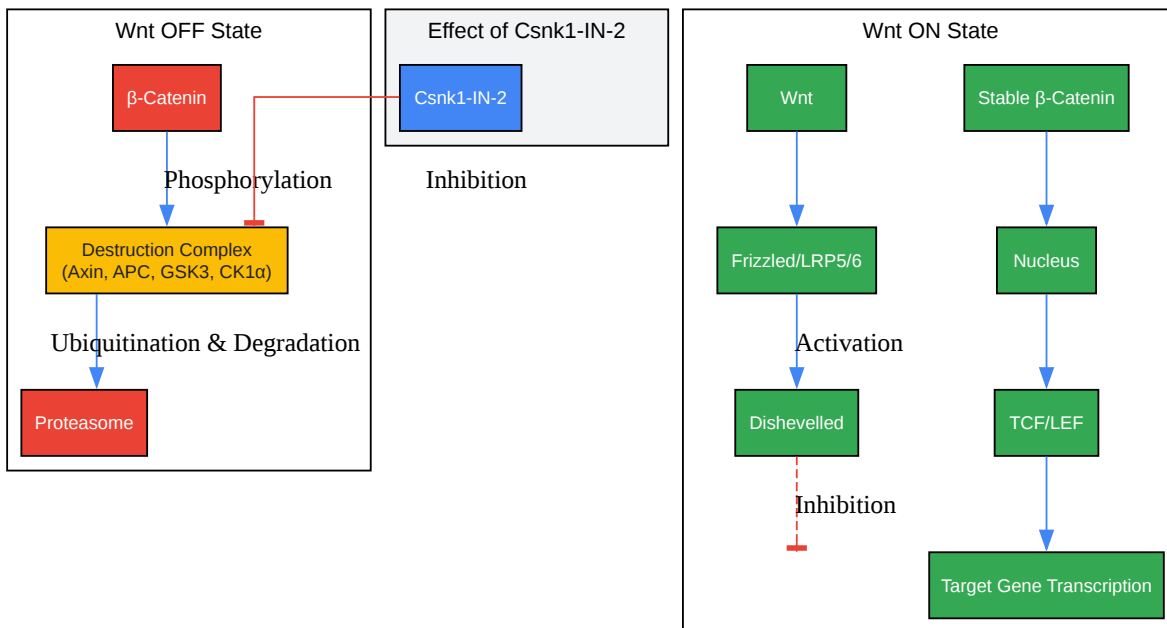 Wnt OFF State
β-Catenin
Phosphorylation
Destruction Complex
(Axin, APC, GSK3, CK1α)
Ubiquitination & Degradation
Proteasome
Effect of Csnk1-IN-2
Csnk1-IN-2
Inhibition
Wnt ON State
Wnt
Frizzled/LRP5/6
Activation
Dishevelled
Inhibition
Stable β-Catenin
Nucleus
TCF/LEF
Target Gene Transcription